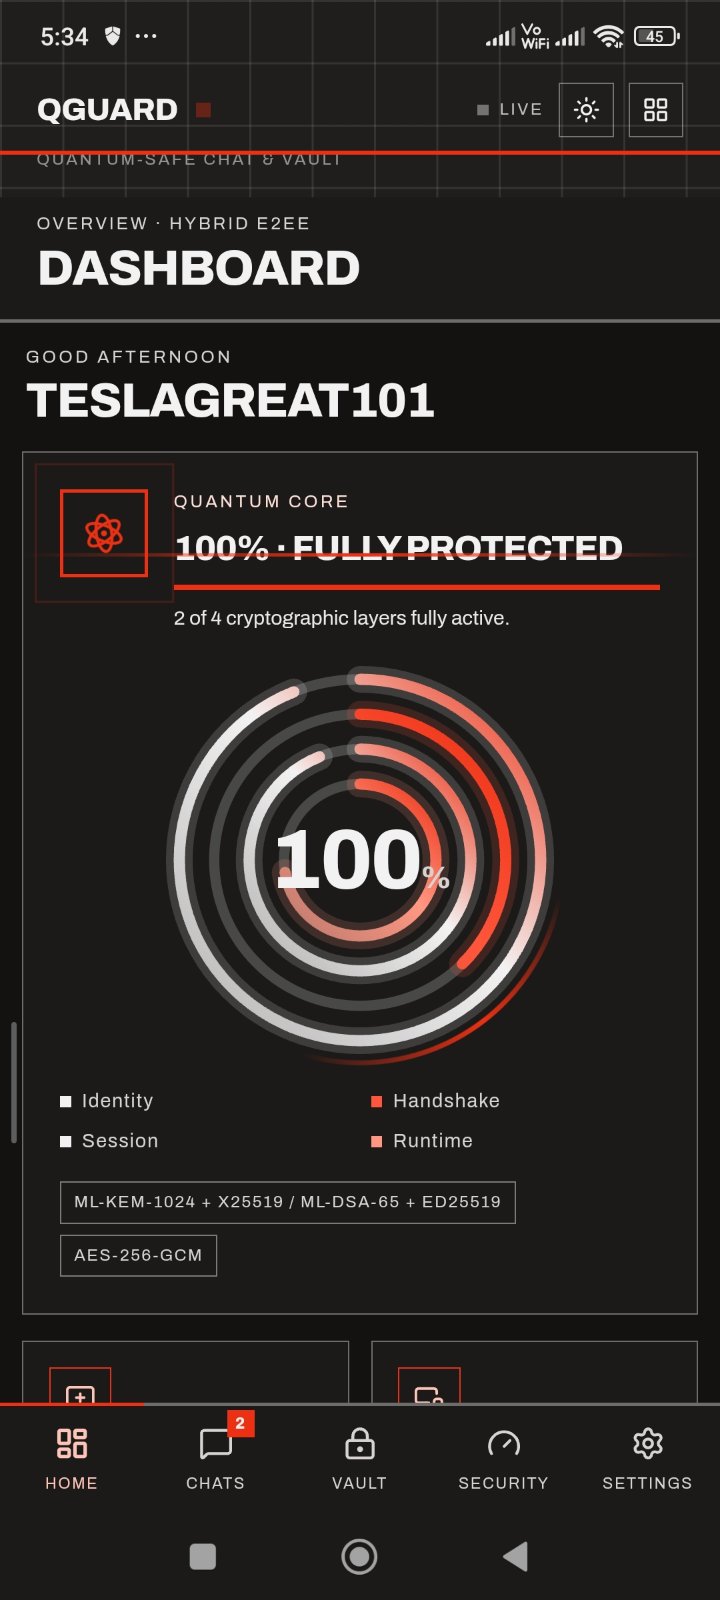 5:34
Vo
WiFi
45
QGUARD
LIVE
QUANTUM-SAFE CHAT & VAULT
OVERVIEW · HYBRID E2EE
DASHBOARD
GOOD AFTERNOON
TESLAGREAT101
QUANTUM CORE
100% · FULLY PROTECTED
2 of 4 cryptographic layers fully active.
100%
Identity
Handshake
Session
Runtime
ML-KEM-1024 + X25519 / ML-DSA-65 + ED25519
AES-256-GCM
2
HOME
CHATS
VAULT
SECURITY
SETTINGS